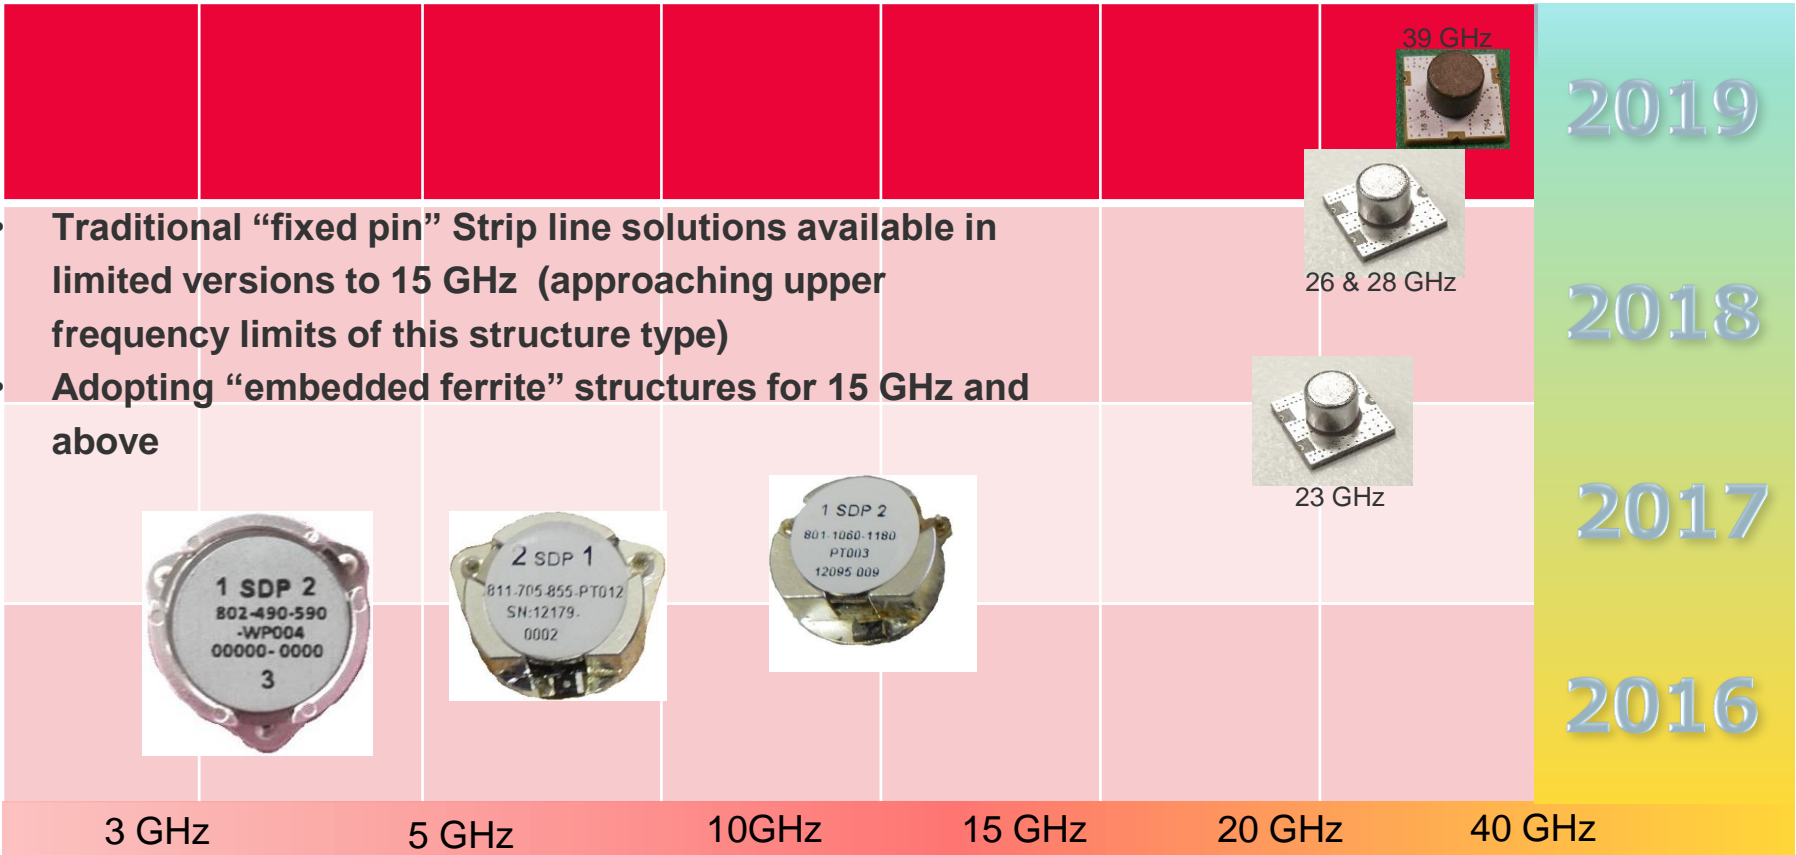 39 GHz
2019
• Traditional “fixed pin” Strip line solutions available in
limited versions to 15 GHz (approaching upper
frequency limits of this structure type)
26 & 28 GHz
2018
• Adopting “embedded ferrite” structures for 15 GHz and
above
23 GHz
2017
1 SDP 2
802-490-590
-WP004
00000-0000
3
2 SDP 1
811-705-855-PT012
SN:12179-
0002
1 SDP 2
801-1060-1180
PT003
12095 009
2016
3 GHz
5 GHz
10GHz
15 GHz
20 GHz
40 GHz